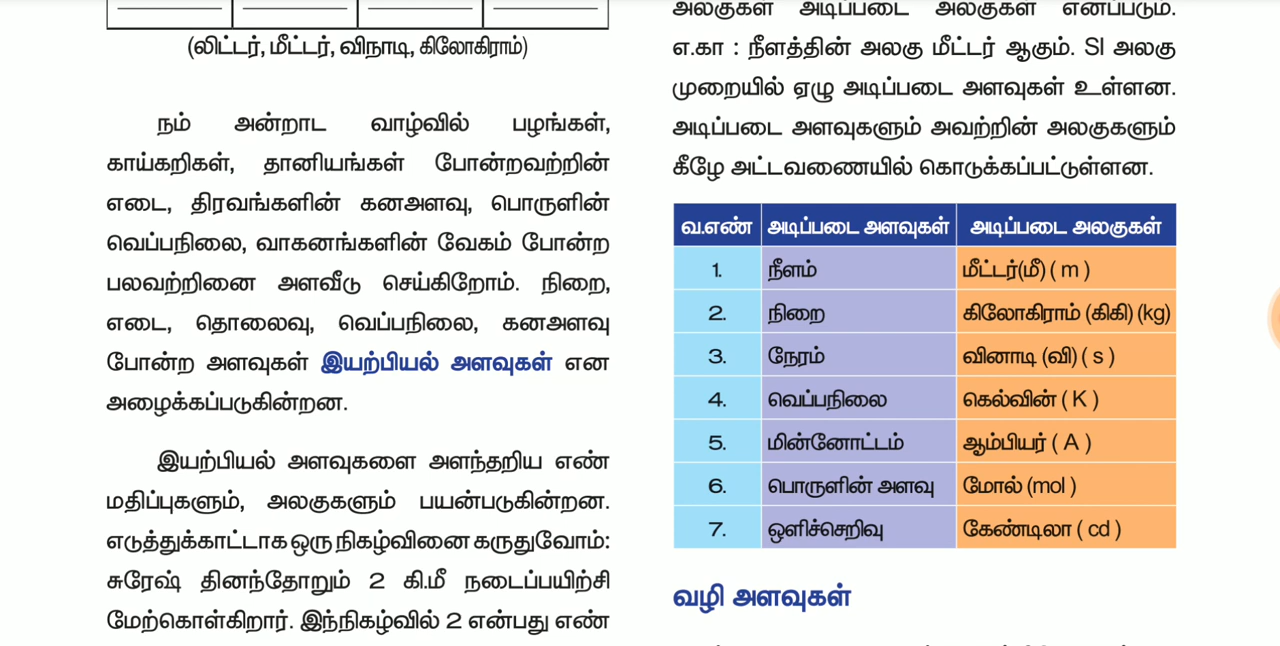 (லிட்டர், மீட்டர், விநாடி, கிலோகிராம்)
நம் அன்றாட வாழ்வில் பழங்கள்,
காய்கறிகள், தானியங்கள் போன்றவற்றின்
எடை, திரவங்களின் கனஅளவு, பொருளின்
வெப்பநிலை, வாகனங்களின் வேகம் போன்ற
பலவற்றினை அளவீடு செய்கிறோம். நிறை,
எடை, தொலைவு, வெப்பநிலை, கனஅளவு
போன்ற அளவுகள் இயற்பியல் அளவுகள் என
அழைக்கப்படுகின்றன.
இயற்பியல் அளவுகளை அளந்தறிய எண்
மதிப்புகளும், அலகுகளும் பயன்படுகின்றன.
எடுத்துக்காட்டாக ஒரு நிகழ்வினை கருதுவோம்:
சுரேஷ் தினந்தோறும் 2 கி.மீ நடைப்பயிற்சி
மேற்கொள்கிறார். இந்நிகழ்வில் 2 என்பது எண்
அலகுகள் அடிப்படை அலகுகள் எனப்படும்.
எ.கா : நீளத்தின் அலகு மீட்டர் ஆகும். SI அலகு
முறையில் ஏழு அடிப்படை அளவுகள் உள்ளன.
அடிப்படை அளவுகளும் அவற்றின் அலகுகளும்
கீழே அட்டவணையில் கொடுக்கப்பட்டுள்ளன.
வ.எண் அடிப்படை அளவுகள் அடிப்படை அலகுகள்
1. நீளம் மீட்டர்(மீ) ( m )
2. நிறை கிலோகிராம் (கிகி) (kg)
3. நேரம் வினாடி (வி) ( s )
4. வெப்பநிலை கெல்வின் ( K )
5. மின்னோட்டம் ஆம்பியர் ( A )
6. பொருளின் அளவு மோல் (mol )
7. ஒளிச்செறிவு கேண்டிலா ( cd )
வழி அளவுகள்